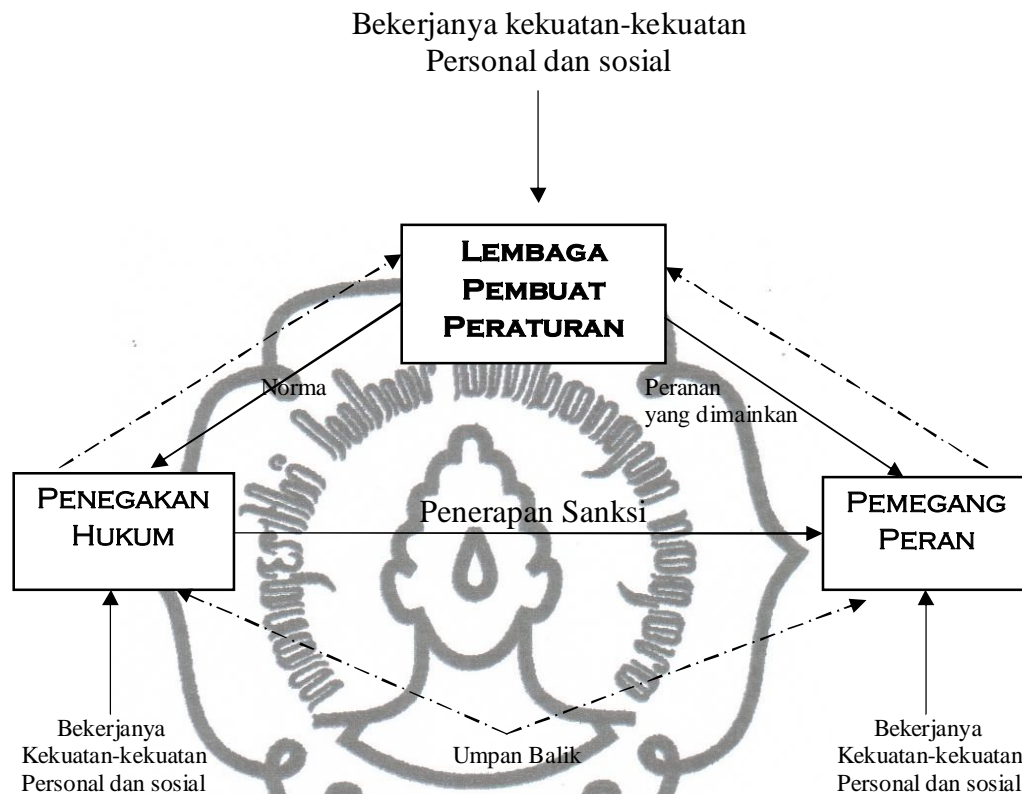 Bekerjanya kekuatan-kekuatan
Personal dan sosial
LEMBAGA
PEMBUAT
PERATURAN
Norma
Peranan
yang dimainkan
PENEGAKAN
HUKUM
Penerapan Sanksi
PEMEGANG
PERAN
Bekerjanya
Kekuatan-kekuatan
Personal dan sosial
Umpan Balik
Bekerjanya
Kekuatan-kekuatan
Personal dan sosial